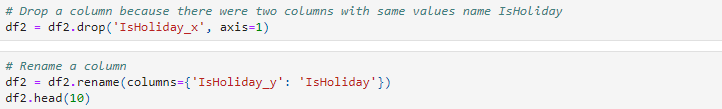 # Drop a column because there were two columns with same values name IsHoliday
df2 = df2.drop('IsHoliday_x', axis=1)
# Rename a column
df2 = df2.rename(columns={'IsHoliday_y': 'IsHoliday'})
df2.head(10)